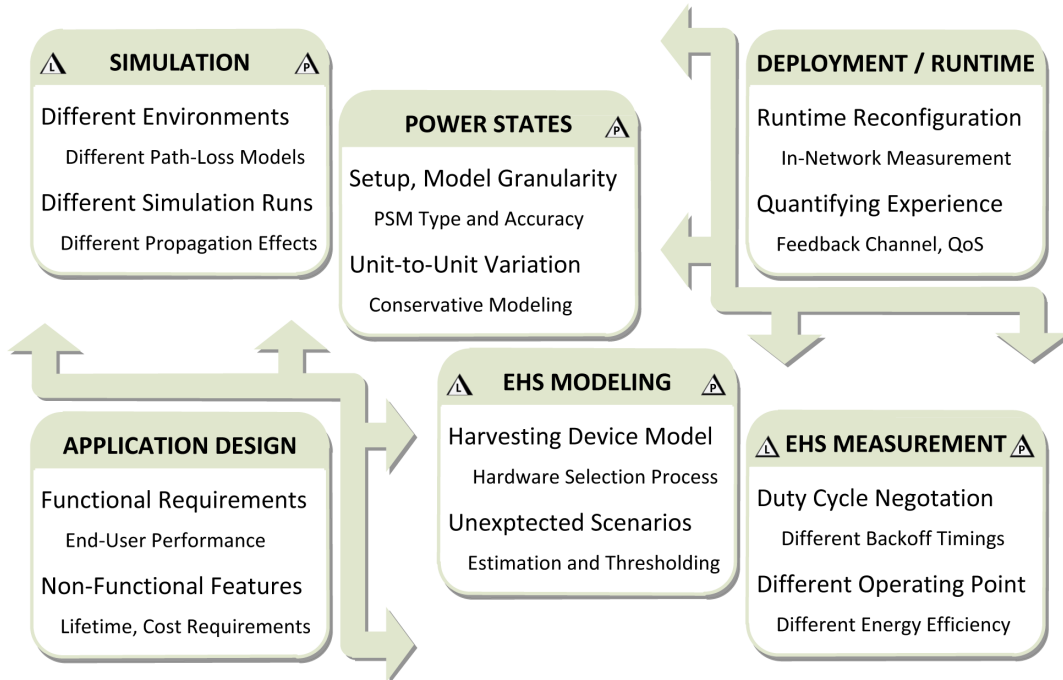 L
SIMULATION
P
Different Environments
Different Path-Loss Models
Different Simulation Runs
Different Propagation Effects
POWER STATES
P
Setup, Model Granularity
PSM Type and Accuracy
Unit-to-Unit Variation
Conservative Modeling
DEPLOYMENT / RUNTIME
Runtime Reconfiguration
In-Network Measurement
Quantifying Experience
Feedback Channel, QoS
APPLICATION DESIGN
Functional Requirements
End-User Performance
Non-Functional Features
Lifetime, Cost Requirements
L
EHS MODELING
P
Harvesting Device Model
Hardware Selection Process
Unexptected Scenarios
Estimation and Thresholding
L
EHS MEASUREMENT
P
Duty Cycle Negotation
Different Backoff Timings
Different Operating Point
Different Energy Efficiency